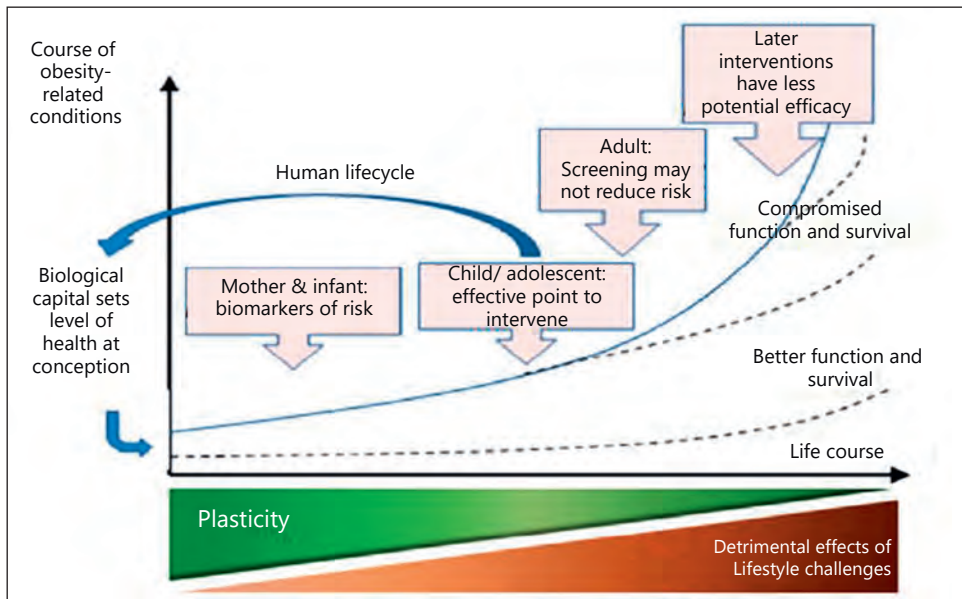 Course of
obesity-
related
conditions
Later
interventions
have less
potential efficacy
Adult:
Screening may
not reduce risk
Human lifecycle
Compromised
function and survival
Biological
capital sets
level of
health at
conception
Mother & infant:
biomarkers of risk
Child/ adolescent:
effective point to
intervene
Better function and
survival
Life course
Plasticity
Detrimental effects of
Lifestyle challenges